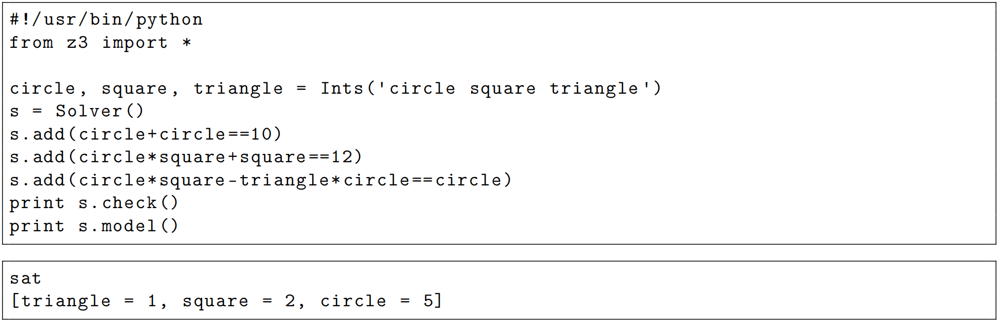 #!/usr/bin/python
from z3 import *

circle, square, triangle = Ints('circle square triangle')
s = Solver()
s.add(circle+circle==10)
s.add(circle*square+square==12)
s.add(circle*square-triangle*circle==circle)
print s.check()
print s.model()

sat
[triangle = 1, square = 2, circle = 5]